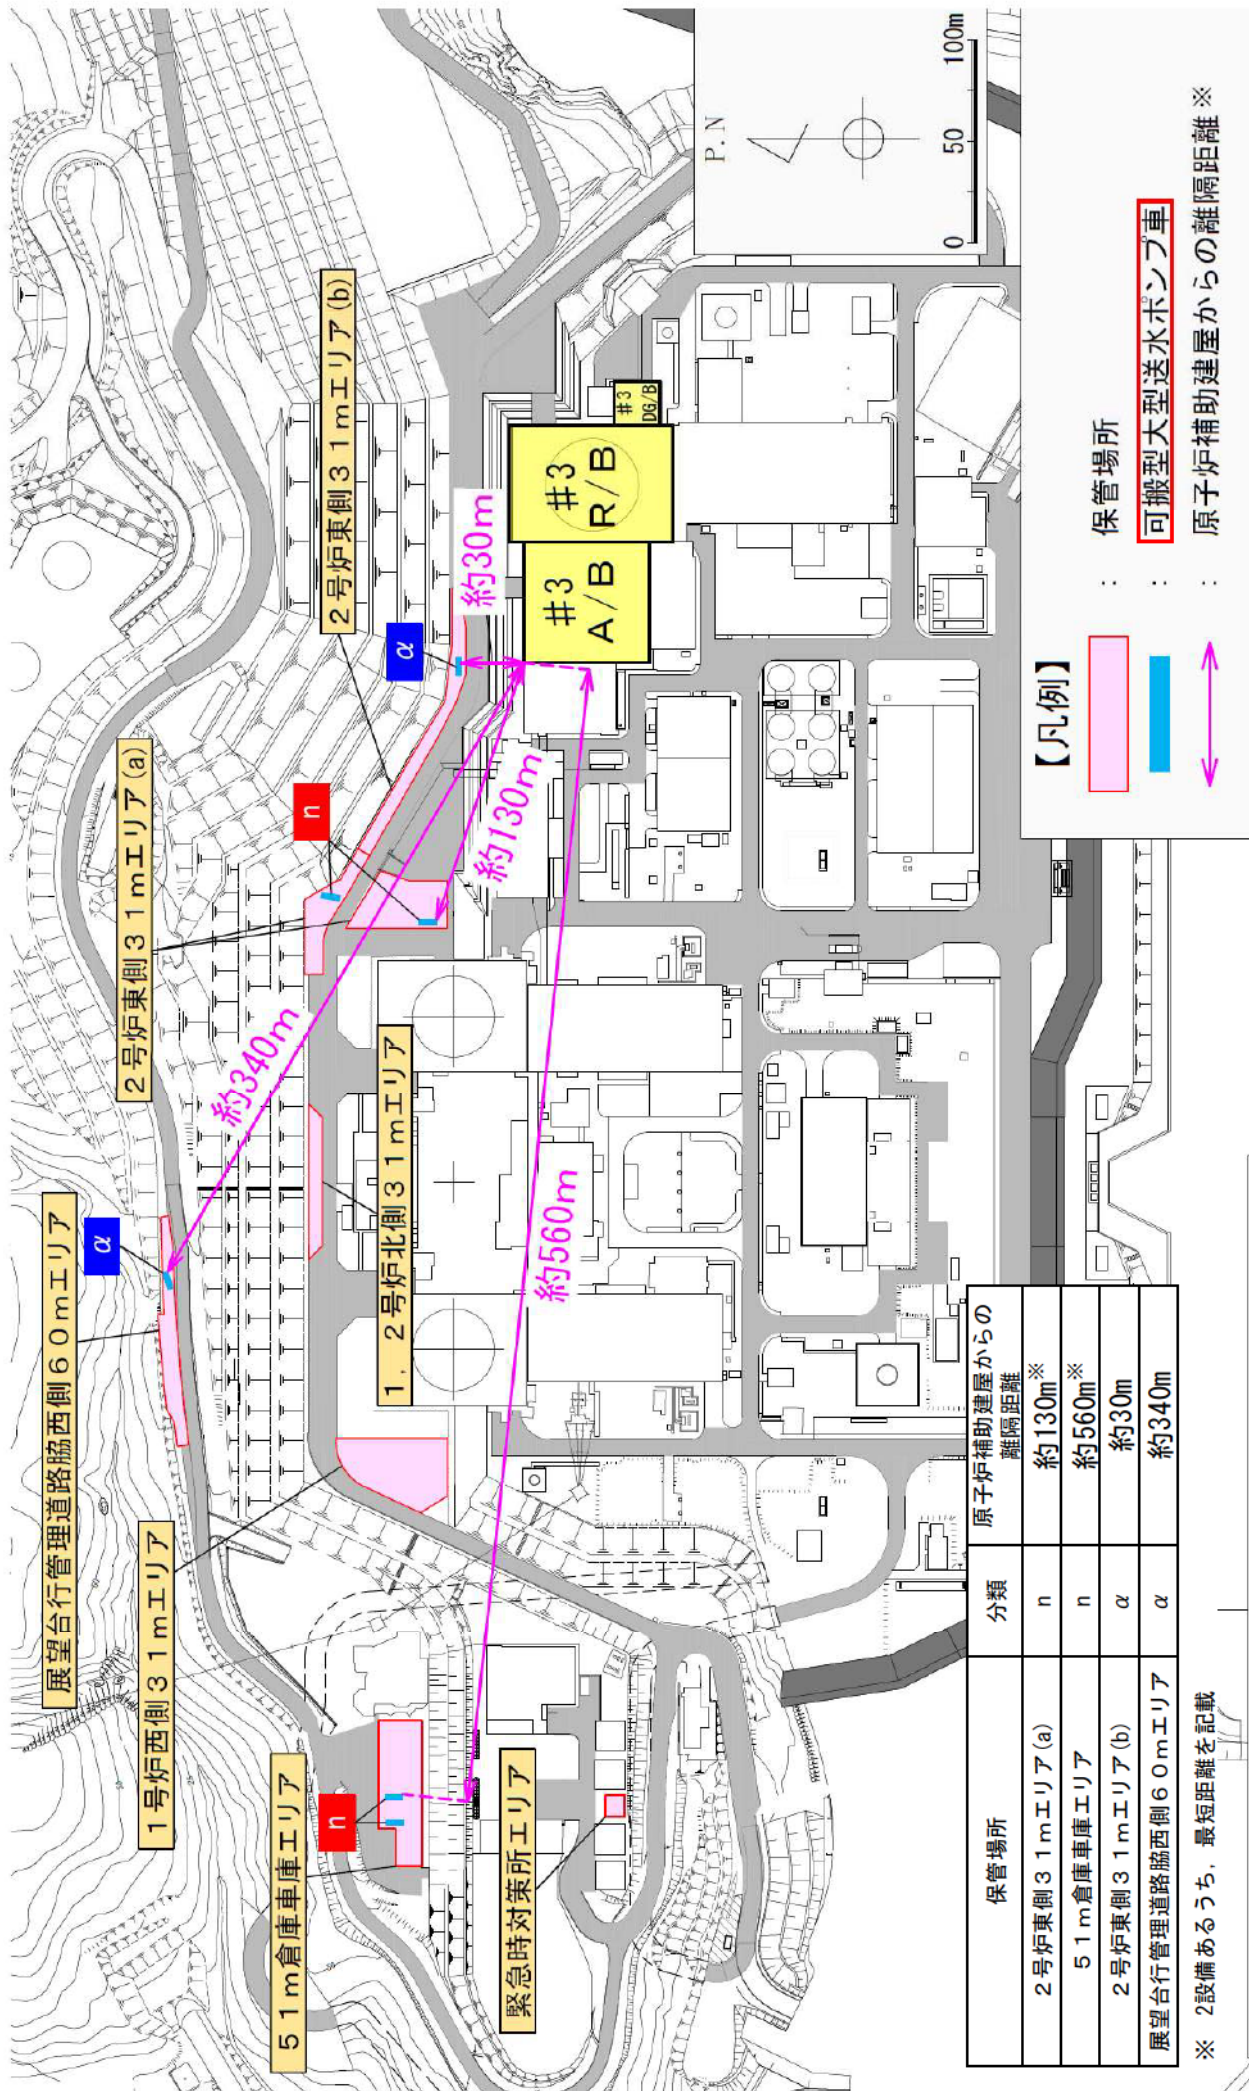 展望台行管理道路脇西側60mエリア
1号炉西側31mエリア
51m倉庫車庫エリア
緊急時対策所エリア
2号炉東側31mエリア(a)
2号炉東側31mエリア(b)
1,2号炉北側31mエリア
α
α
n
n
約340m
約130m
約30m
約560m
#3
A/B
#3
R/B
#3
DG/B
P.N
0 50 100m
【凡例】
: 保管場所
: 可搬型大型送水ポンプ車
: 原子炉補助建屋からの離隔距離※
保管場所 分類 原子炉補助建屋からの
離隔距離
2号炉東側31mエリア(a) n 約130m※
51m倉庫車庫エリア n 約560m※
2号炉東側31mエリア(b) α 約30m
展望台行管理道路脇西側60mエリア α 約340m
※ 2設備あるうち,最短距離を記載